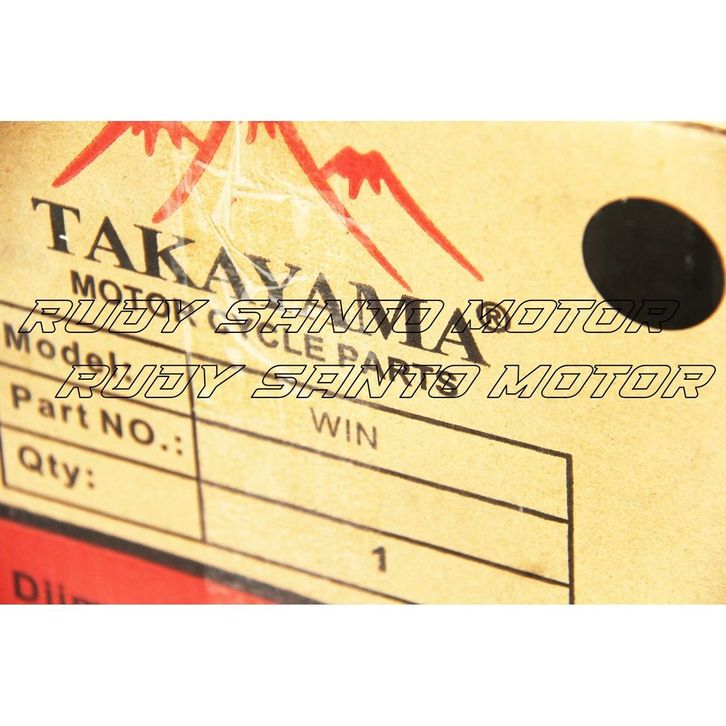 TAKAYAMA®
MOTOR CYCLE PARTS
RUDY SANTO MOTOR
RUDY SANTO MOTOR
Model: WIN
Part NO.:
Qty: 1